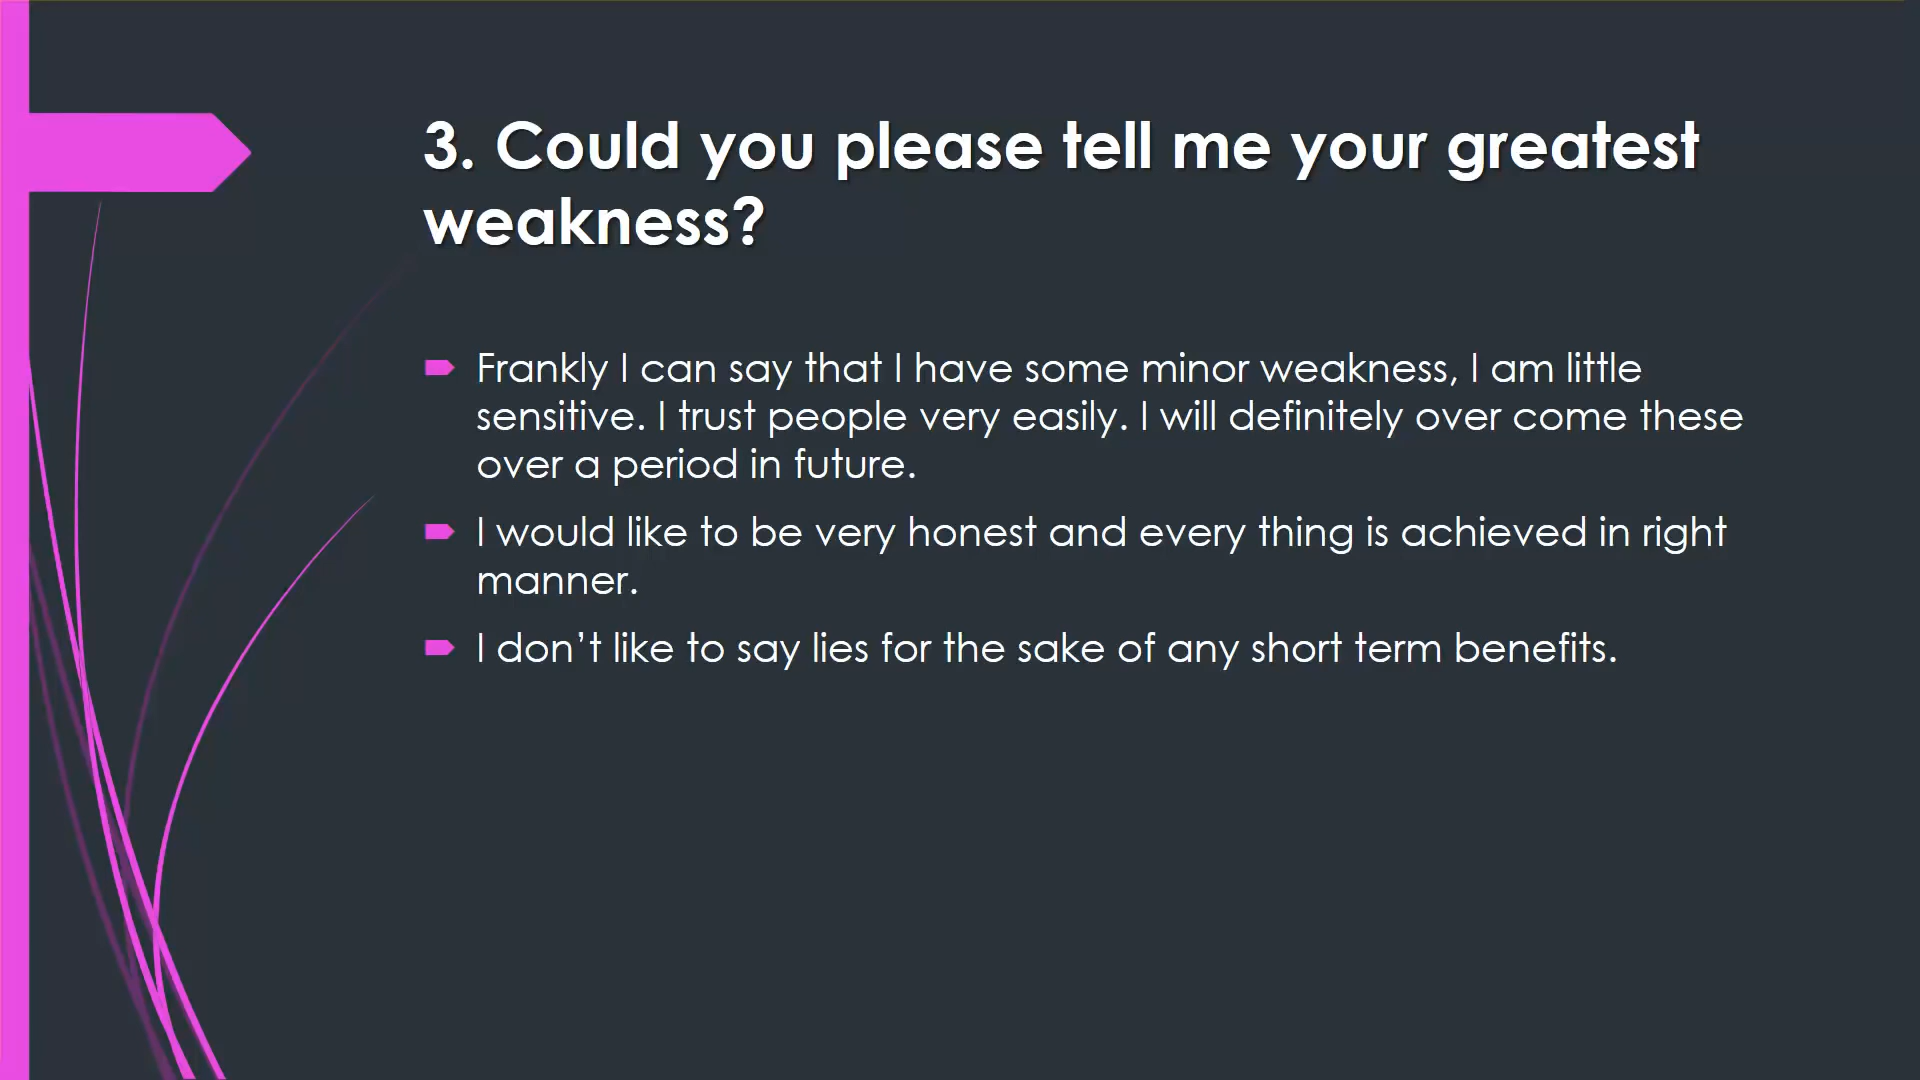 3. Could you please tell me your greatest
weakness?
Frankly I can say that I have some minor weakness, I am little
sensitive. I trust people very easily. I will definitely over come these
over a period in future.
I would like to be very honest and every thing is achieved in right
manner.
I don’t like to say lies for the sake of any short term benefits.